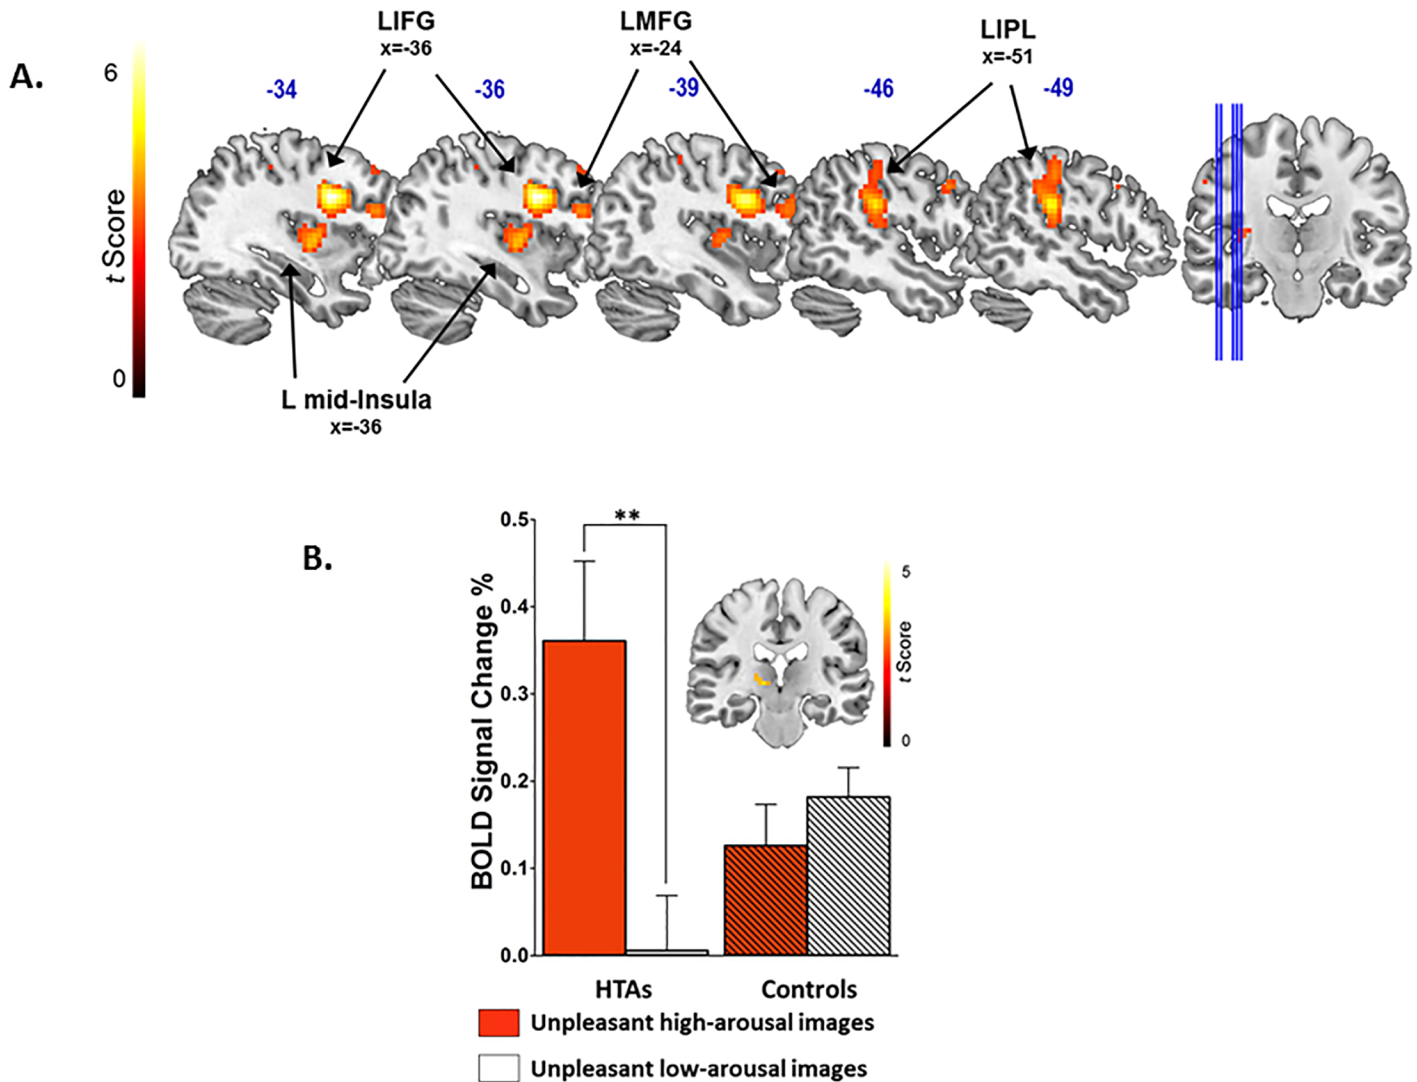 A.
6
t Score
0
LIFG
x=-36
LMFG
x=-24
LIPL
x=-51
-34
-36
-39
-46
-49
L mid-Insula
x=-36
B.
BOLD Signal Change %
0.5
0.4
0.3
0.2
0.1
0.0
**
5
t Score
0
HTAs
Controls
Unpleasant high-arousal images
Unpleasant low-arousal images